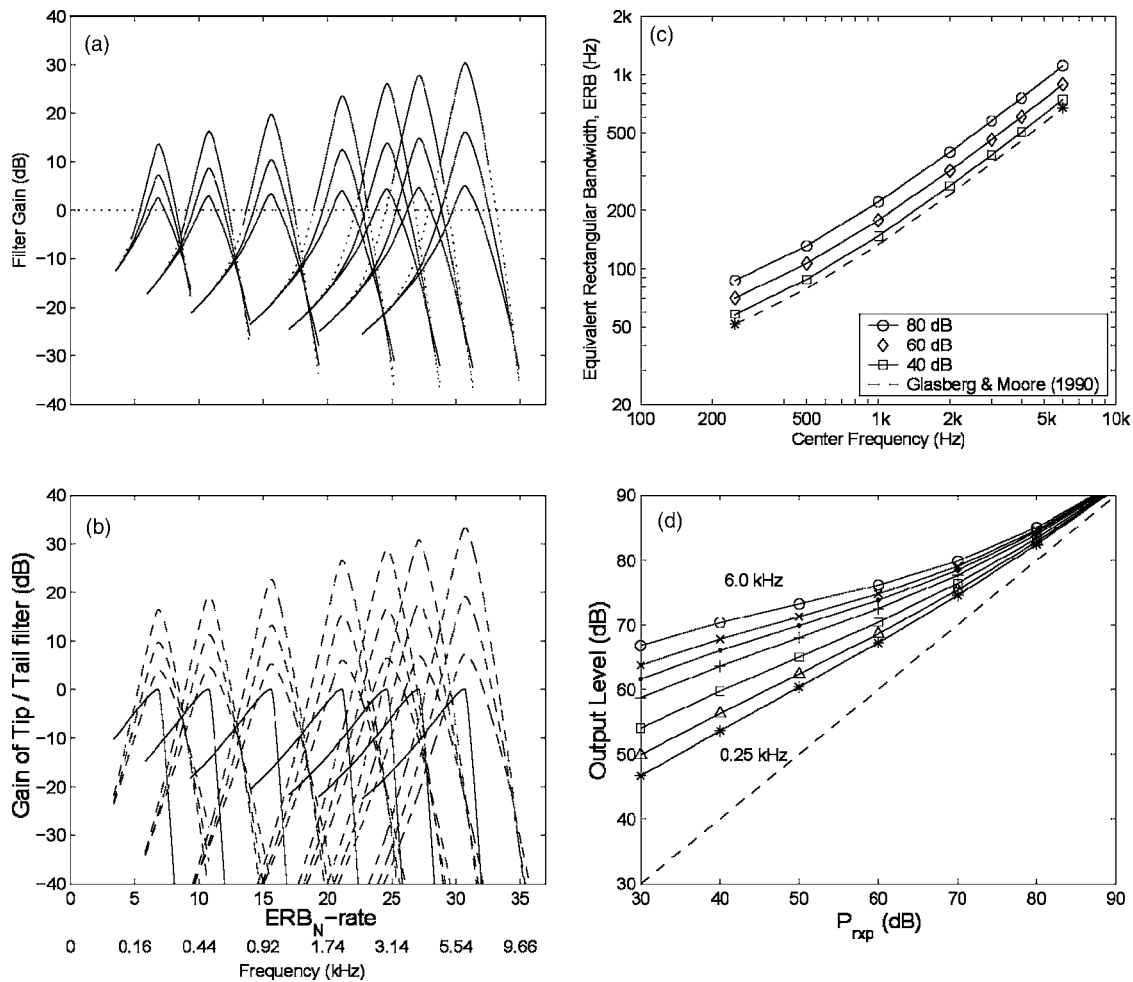 (a)
Filter Gain (dB)
40
30
20
10
0
−10
−20
−30
−40
(c)
Equivalent Rectangular Bandwidth, ERB (Hz)
2k
1k
500
200
100
50
20
80 dB
60 dB
40 dB
Glasberg & Moore (1990)
100 200 500 1k 2k 5k 10k
Center Frequency (Hz)
(b)
Gain of Tip / Tail filter (dB)
40
30
20
10
0
−10
−20
−30
−40
0 5 10 15 20 25 30 35
ERB_N−rate
0 0.16 0.44 0.92 1.74 3.14 5.54 9.66
Frequency (kHz)
(d)
Output Level (dB)
90
80
70
60
50
40
30
6.0 kHz
0.25 kHz
30 40 50 60 70 80 90
P_rxp (dB)